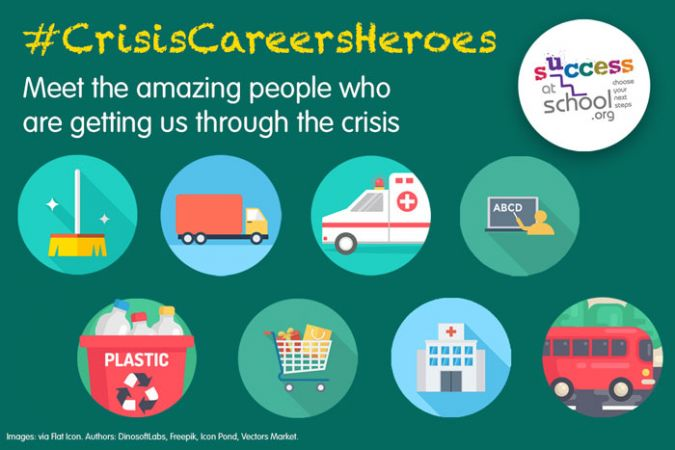 #CrisisCareersHeroes
Meet the amazing people who
are getting us through the crisis
success
at
school
.org
choose
your
next
steps
ABCD
PLASTIC
Images: via Flat Icon. Authors: DinosoftLabs, Freepik, Icon Pond, Vectors Market.